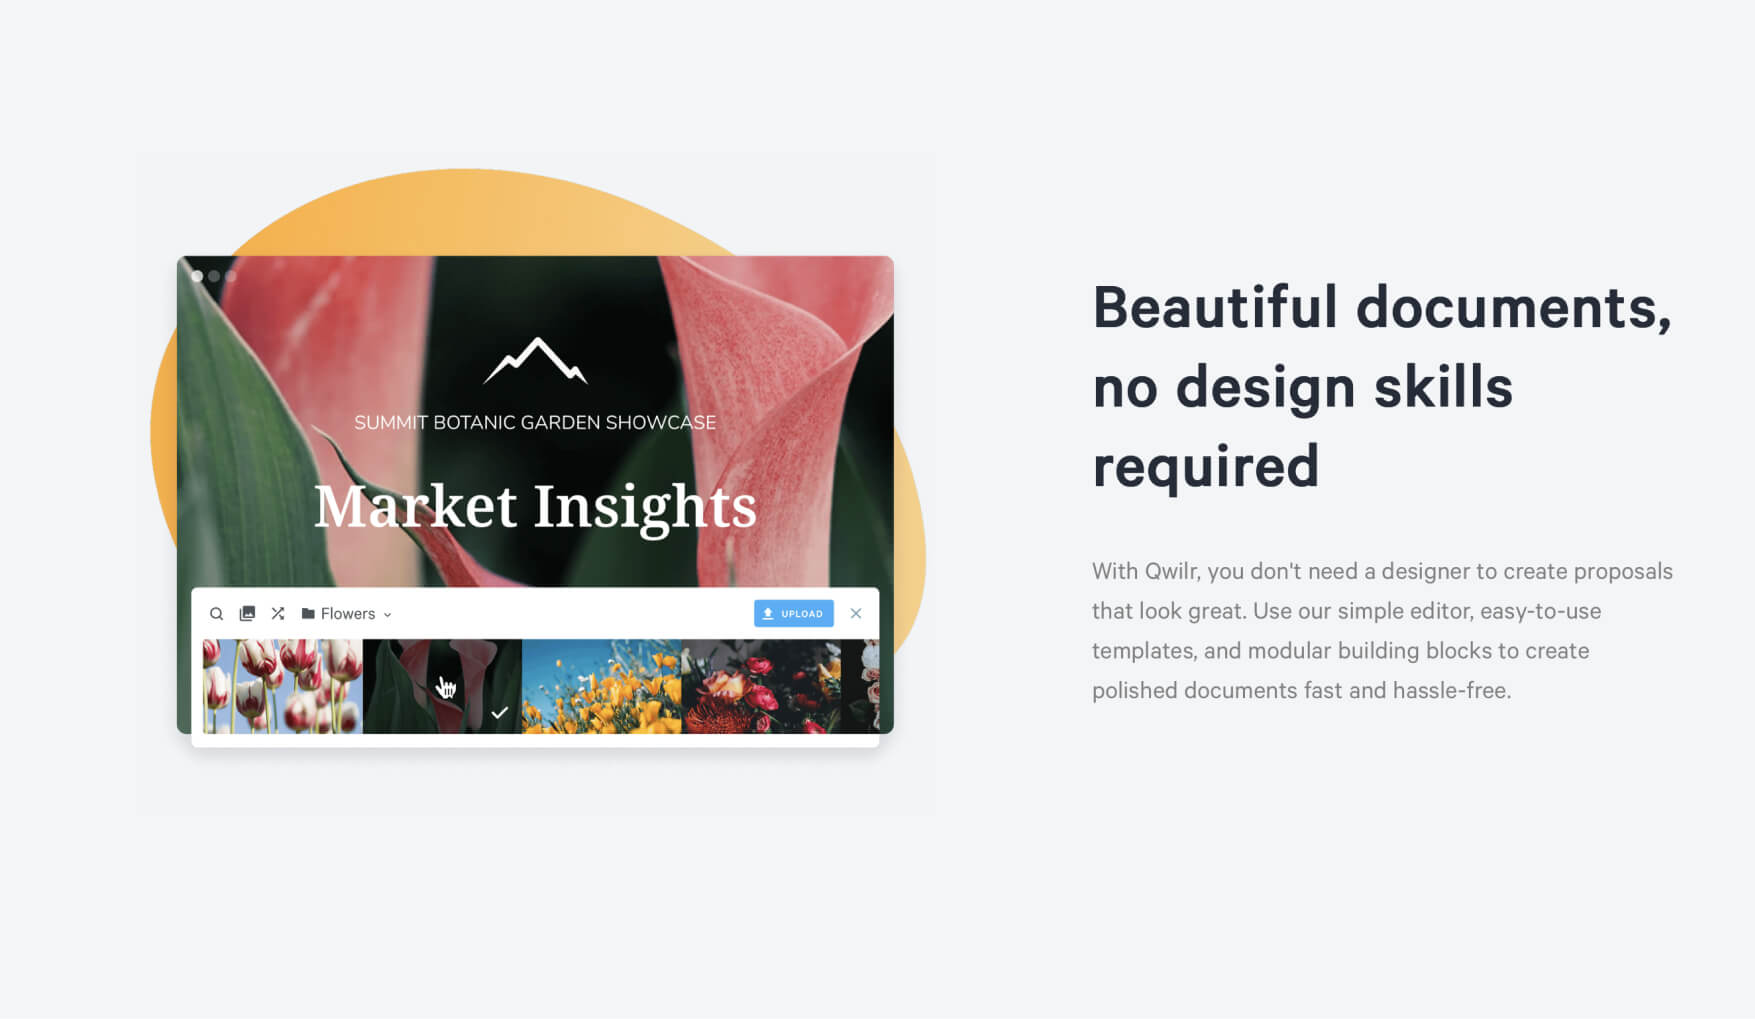 SUMMIT BOTANIC GARDEN SHOWCASE
Market Insights
Flowers
UPLOAD
Beautiful documents,
no design skills
required
With Qwilr, you don't need a designer to create proposals
that look great. Use our simple editor, easy-to-use
templates, and modular building blocks to create
polished documents fast and hassle-free.